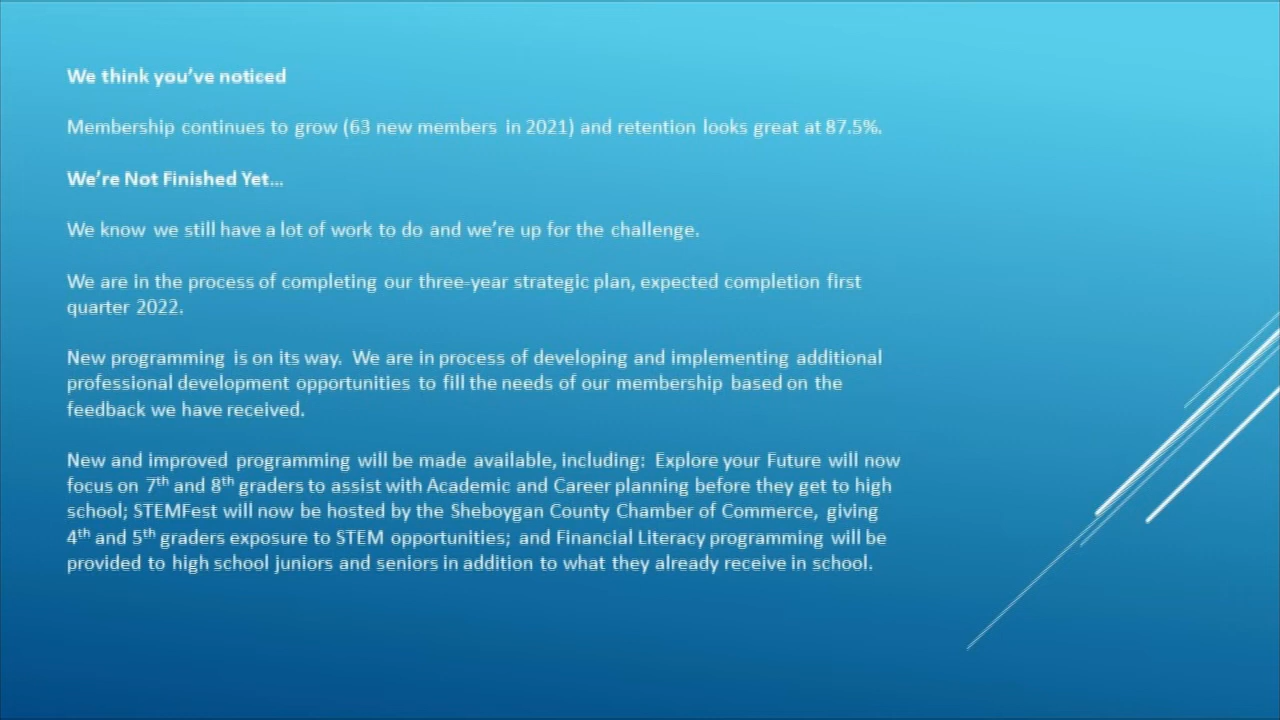 We think you've noticed
Membership continues to grow (63 new members in 2021) and retention looks great at 87.5%.
We're Not Finished Yet…
We know we still have a lot of work to do and we're up for the challenge.
We are in the process of completing our three-year strategic plan, expected completion first
quarter 2022.
New programming is on its way. We are in process of developing and implementing additional
professional development opportunities to fill the needs of our membership based on the
feedback we have received.
New and improved programming will be made available, including: Explore your Future will now
focus on 7th and 8th graders to assist with Academic and Career planning before they get to high
school; STEMFest will now be hosted by the Sheboygan County Chamber of Commerce, giving
4th and 5th graders exposure to STEM opportunities; and Financial Literacy programming will be
provided to high school juniors and seniors in addition to what they already receive in school.